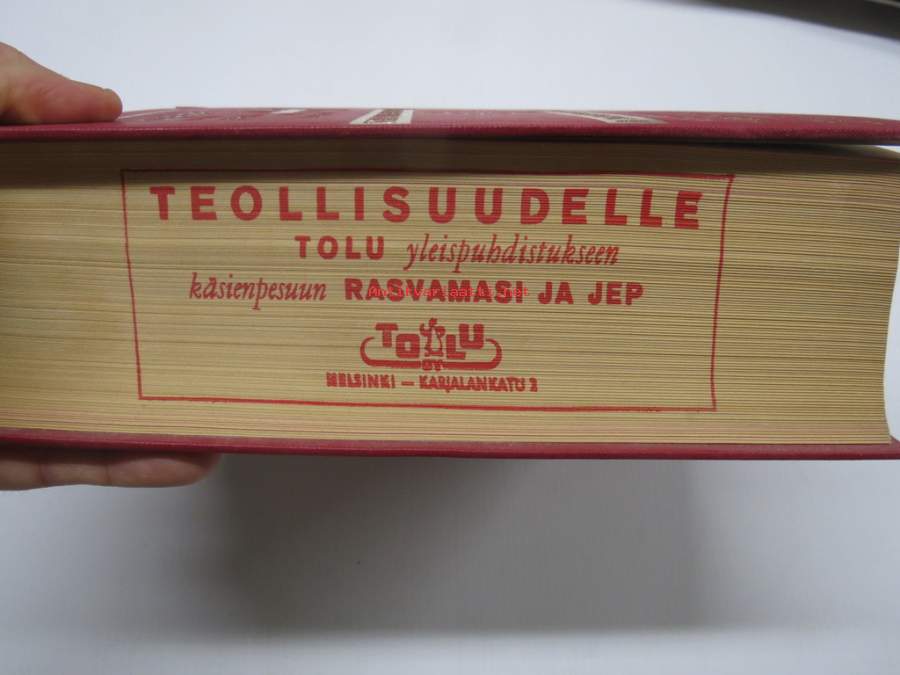 TEOLLISUUDELLE
TOLU yleispuhdistukseen
käsienpesuun RASVAMASI JA JEP
TOLU
OY
HELSINKI — KARJALANKATU 2